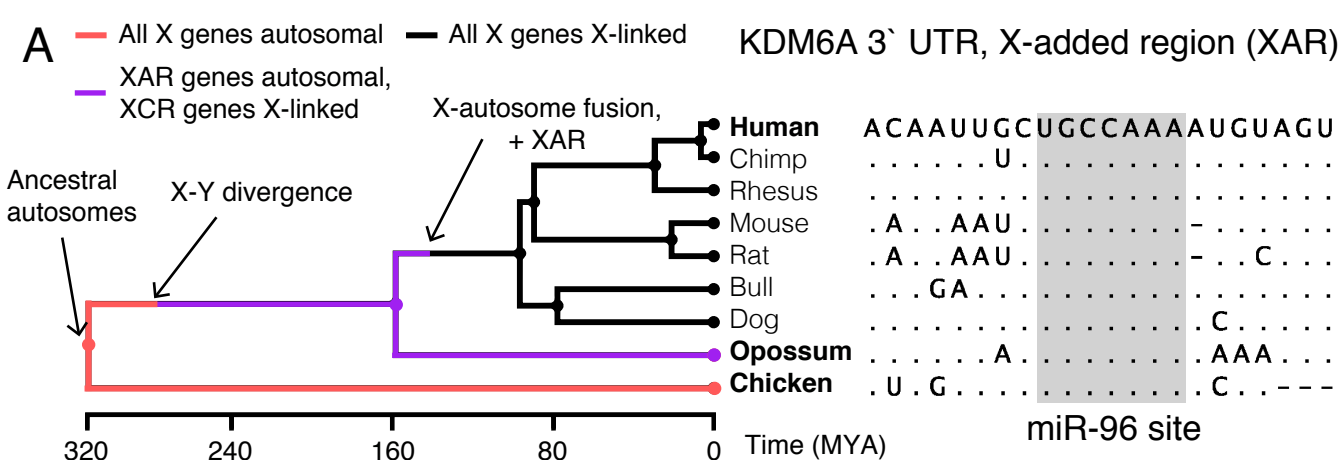 A
All X genes autosomal
All X genes X-linked
XAR genes autosomal,
XCR genes X-linked
KDM6A 3` UTR, X-added region (XAR)
X-autosome fusion,
+ XAR
Ancestral
autosomes
X-Y divergence
Human ACAAUUGCUGCCAAAAUGUAGU
Chimp ......U...............
Rhesus ......................
Mouse .A..AAU........-......
Rat .A..AAU........-..C...
Bull ...GA.................
Dog ................C.....
Opossum ......A.........AAA...
Chicken .U.G............C..---
miR-96 site
320 240 160 80 0 Time (MYA)